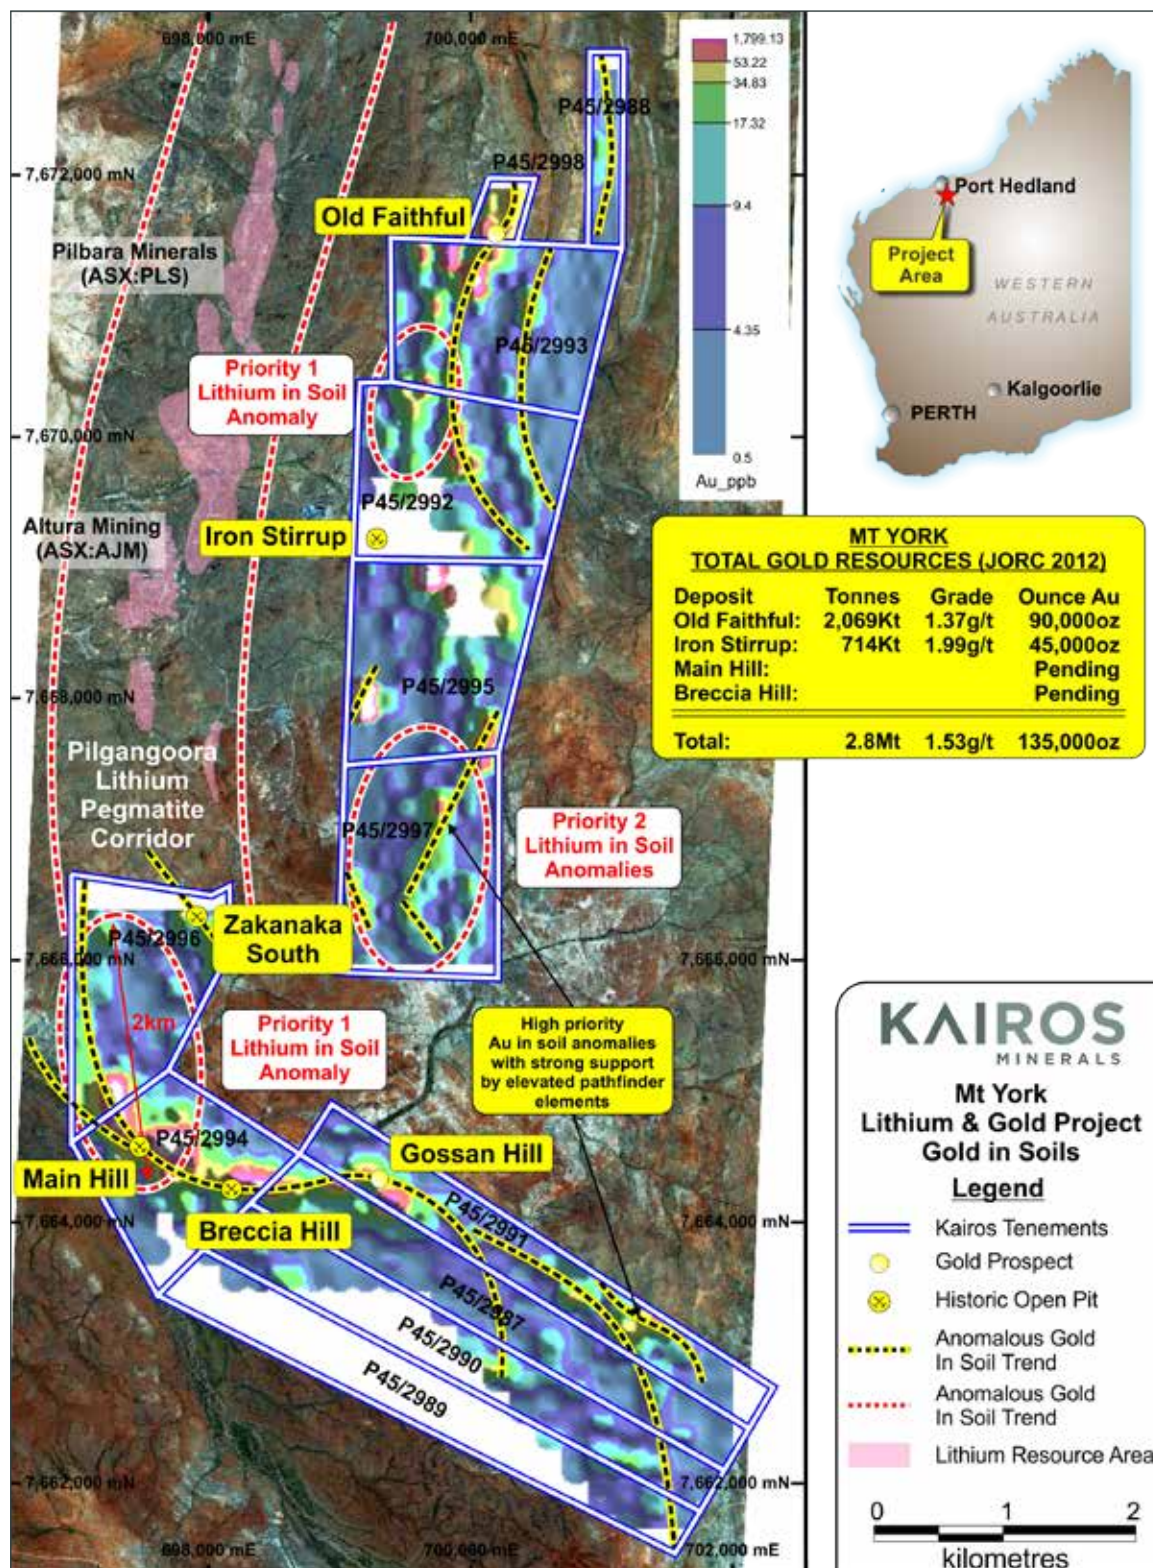 698,000 mE
700,000 mE
Au_ppb
1,799.13
53.22
34.83
17.32
9.4
4.35
0.5
P45/2988
P45/2998
7,672,000 mN
Old Faithful
Pilbara Minerals
(ASX:PLS)
P45/2993
Priority 1
Lithium in Soil
Anomaly
7,670,000 mN
P45/2992
Altura Mining
(ASX:AJM)
Iron Stirrup
P45/2995
7,668,000 mN
Pilgangoora
Lithium
Pegmatite
Corridor
P45/2997
Priority 2
Lithium in Soil
Anomalies
Zakanaka
South
P45/2996
7,666,000 mN
7,666,000 mN
2km
Priority 1
Lithium in Soil
Anomaly
High priority
Au in soil anomalies
with strong support
by elevated pathfinder
elements
P45/2994
Main Hill
Gossan Hill
Breccia Hill
P45/2991
7,664,000 mN
7,664,000 mN
P45/2987
P45/2990
P45/2989
7,662,000 mN
7,662,000 mN
698,000 mE
700,000 mE
702,000 mE
Port Hedland
Project
Area
WESTERN
AUSTRALIA
Kalgoorlie
PERTH
MT YORK
TOTAL GOLD RESOURCES (JORC 2012)
Deposit Tonnes Grade Ounce Au
Old Faithful: 2,069Kt 1.37g/t 90,000oz
Iron Stirrup: 714Kt 1.99g/t 45,000oz
Main Hill: Pending
Breccia Hill: Pending
Total: 2.8Mt 1.53g/t 135,000oz
KAIROS
MINERALS
Mt York
Lithium & Gold Project
Gold in Soils
Legend
Kairos Tenements
Gold Prospect
Historic Open Pit
Anomalous Gold
In Soil Trend
Anomalous Gold
In Soil Trend
Lithium Resource Area
0 1 2
kilometres